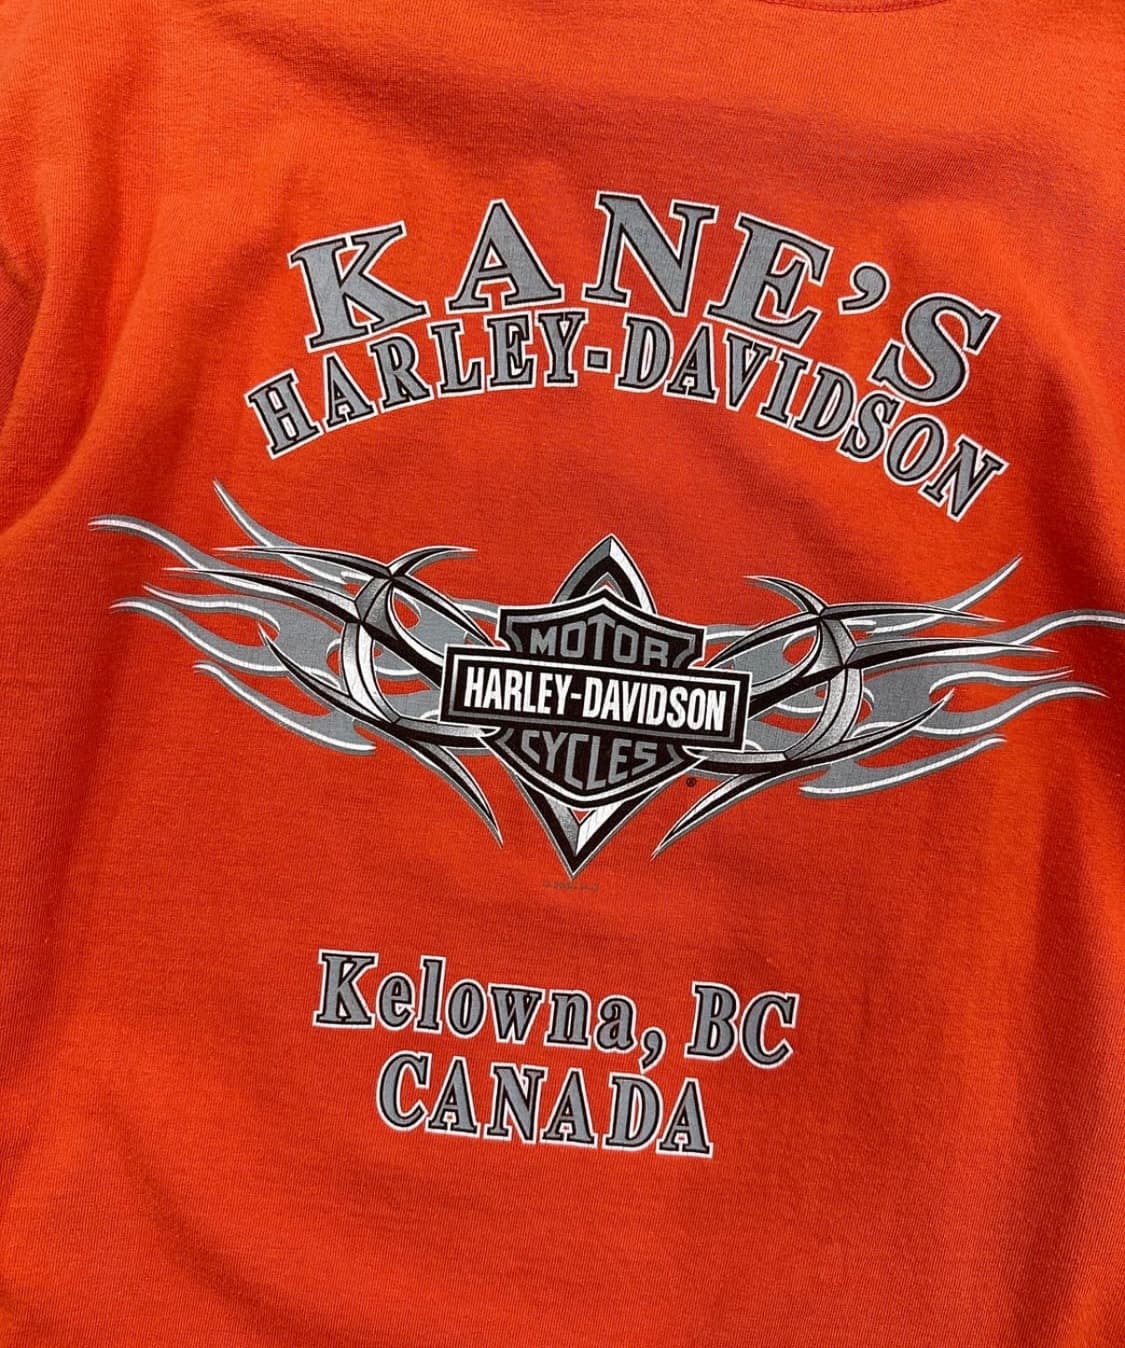 KANE'S
HARLEY-DAVIDSON
MOTOR
HARLEY-DAVIDSON
CYCLES
®
Kelowna, BC
CANADA